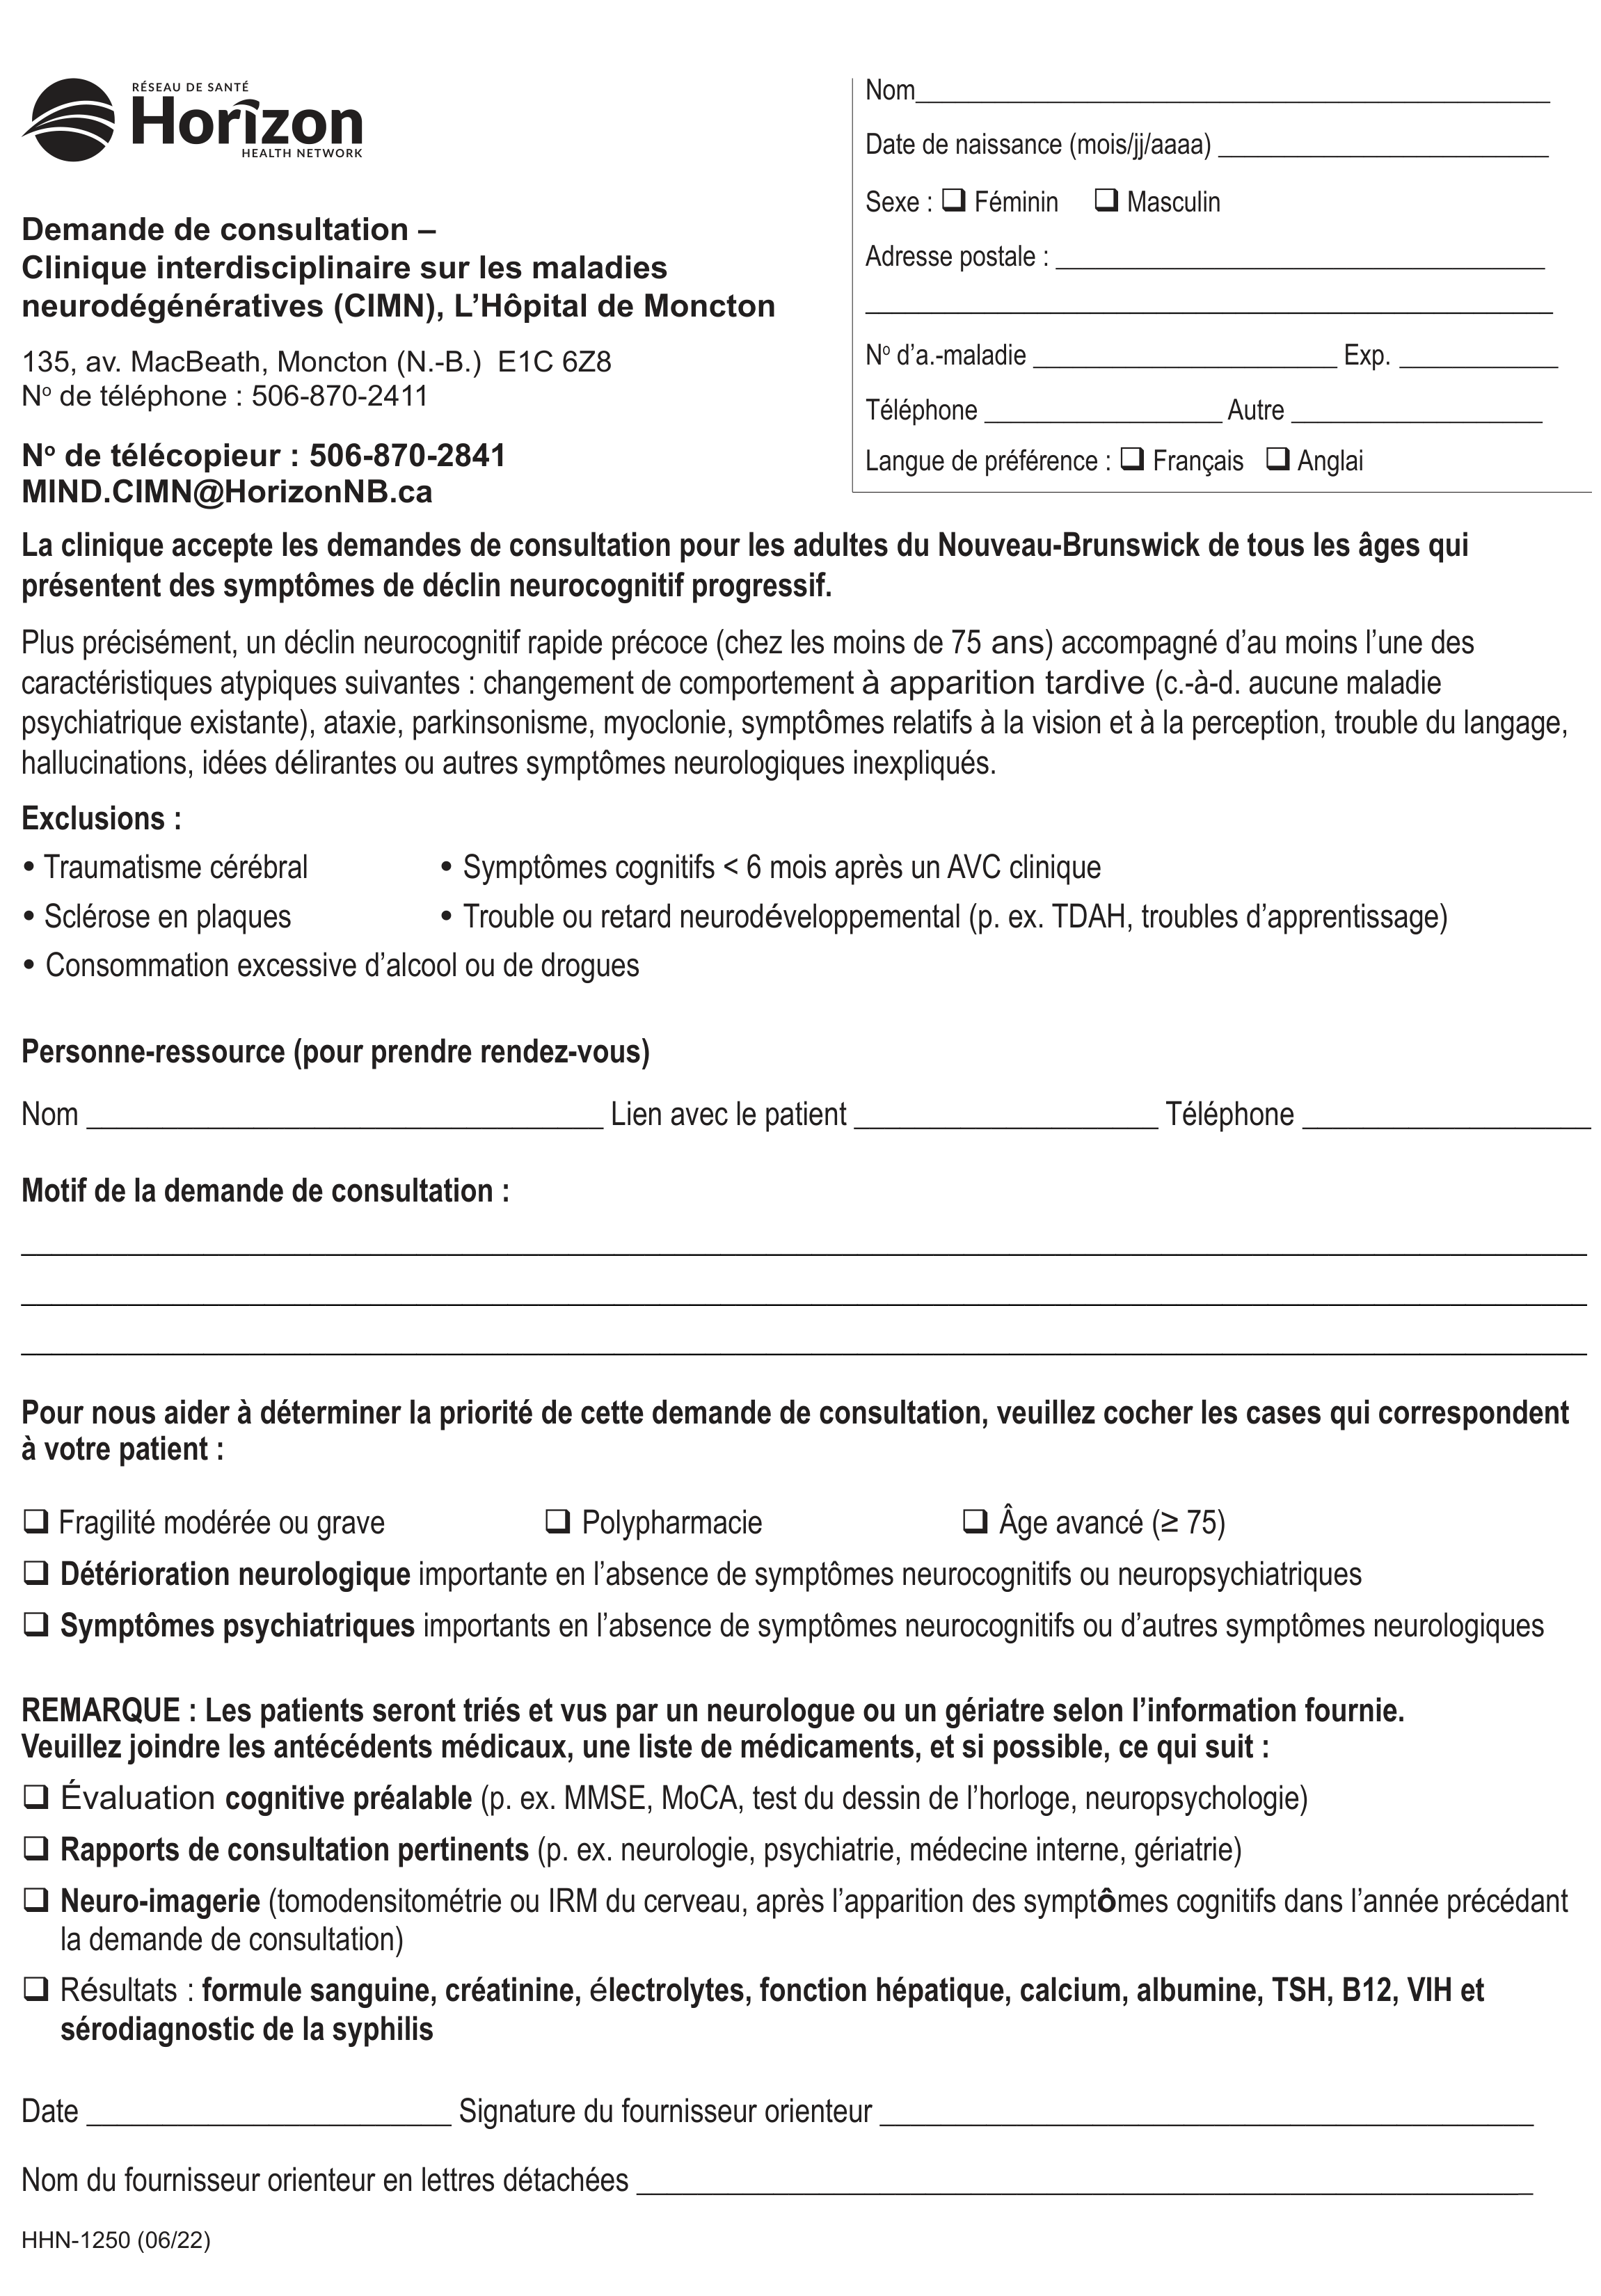 RÉSEAU DE SANTÉ
Horizon
HEALTH NETWORK
Demande de consultation –
Clinique interdisciplinaire sur les maladies
neurodégénératives (CIMN), L’Hôpital de Moncton
135, av. MacBeath, Moncton (N.-B.) E1C 6Z8
Nº de téléphone : 506-870-2411
Nº de télécopieur : 506-870-2841
MIND.CIMN@HorizonNB.ca
Nom
Date de naissance (mois/jj/aaaa)
Sexe : ❑ Féminin ❑ Masculin
Adresse postale :
Nº d’a.-maladie Exp.
Téléphone Autre
Langue de préférence : ❑ Français ❑ Anglai
La clinique accepte les demandes de consultation pour les adultes du Nouveau-Brunswick de tous les âges qui
présentent des symptômes de déclin neurocognitif progressif.
Plus précisément, un déclin neurocognitif rapide précoce (chez les moins de 75 ans) accompagné d’au moins l’une des
caractéristiques atypiques suivantes : changement de comportement à apparition tardive (c.-à-d. aucune maladie
psychiatrique existante), ataxie, parkinsonisme, myoclonie, symptômes relatifs à la vision et à la perception, trouble du langage,
hallucinations, idées délirantes ou autres symptômes neurologiques inexpliqués.
Exclusions :
• Traumatisme cérébral • Symptômes cognitifs < 6 mois après un AVC clinique
• Sclérose en plaques • Trouble ou retard neurodéveloppemental (p. ex. TDAH, troubles d’apprentissage)
• Consommation excessive d’alcool ou de drogues
Personne-ressource (pour prendre rendez-vous)
Nom Lien avec le patient Téléphone
Motif de la demande de consultation :
Pour nous aider à déterminer la priorité de cette demande de consultation, veuillez cocher les cases qui correspondent
à votre patient :
❑ Fragilité modérée ou grave ❑ Polypharmacie ❑ Âge avancé (≥ 75)
❑ Détérioration neurologique importante en l’absence de symptômes neurocognitifs ou neuropsychiatriques
❑ Symptômes psychiatriques importants en l’absence de symptômes neurocognitifs ou d’autres symptômes neurologiques
REMARQUE : Les patients seront triés et vus par un neurologue ou un gériatre selon l’information fournie.
Veuillez joindre les antécédents médicaux, une liste de médicaments, et si possible, ce qui suit :
❑ Évaluation cognitive préalable (p. ex. MMSE, MoCA, test du dessin de l’horloge, neuropsychologie)
❑ Rapports de consultation pertinents (p. ex. neurologie, psychiatrie, médecine interne, gériatrie)
❑ Neuro-imagerie (tomodensitométrie ou IRM du cerveau, après l’apparition des symptômes cognitifs dans l’année précédant
la demande de consultation)
❑ Résultats : formule sanguine, créatinine, électrolytes, fonction hépatique, calcium, albumine, TSH, B12, VIH et
sérodiagnostic de la syphilis
Date Signature du fournisseur orienteur
Nom du fournisseur orienteur en lettres détachées
HHN-1250 (06/22)